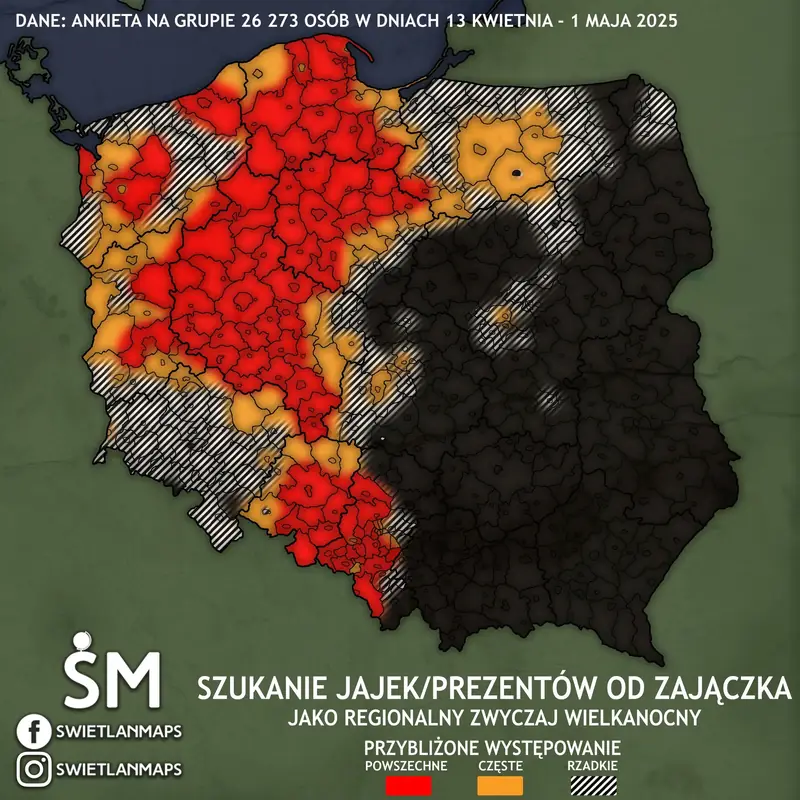 DANE: ANKIETA NA GRUPIE 26 273 OSÓB W DNIACH 13 KWIETNIA - 1 MAJA 2025
ŚM
SWIETLANMAPS
SWIETLANMAPS
SZUKANIE JAJEK/PREZENTÓW OD ZAJĄCZKA
JAKO REGIONALNY ZWYCZAJ WIELKANOCNY
PRZYBLIŻONE WYSTĘPOWANIE
POWSZECHNE CZĘSTE RZADKIE